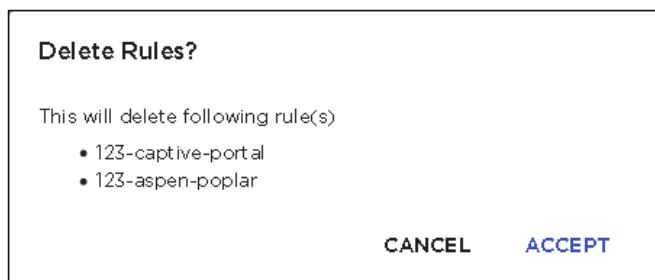 Delete Rules?
This will delete following rule(s)
• 123-captive-portal
• 123-aspen-poplar
CANCEL ACCEPT